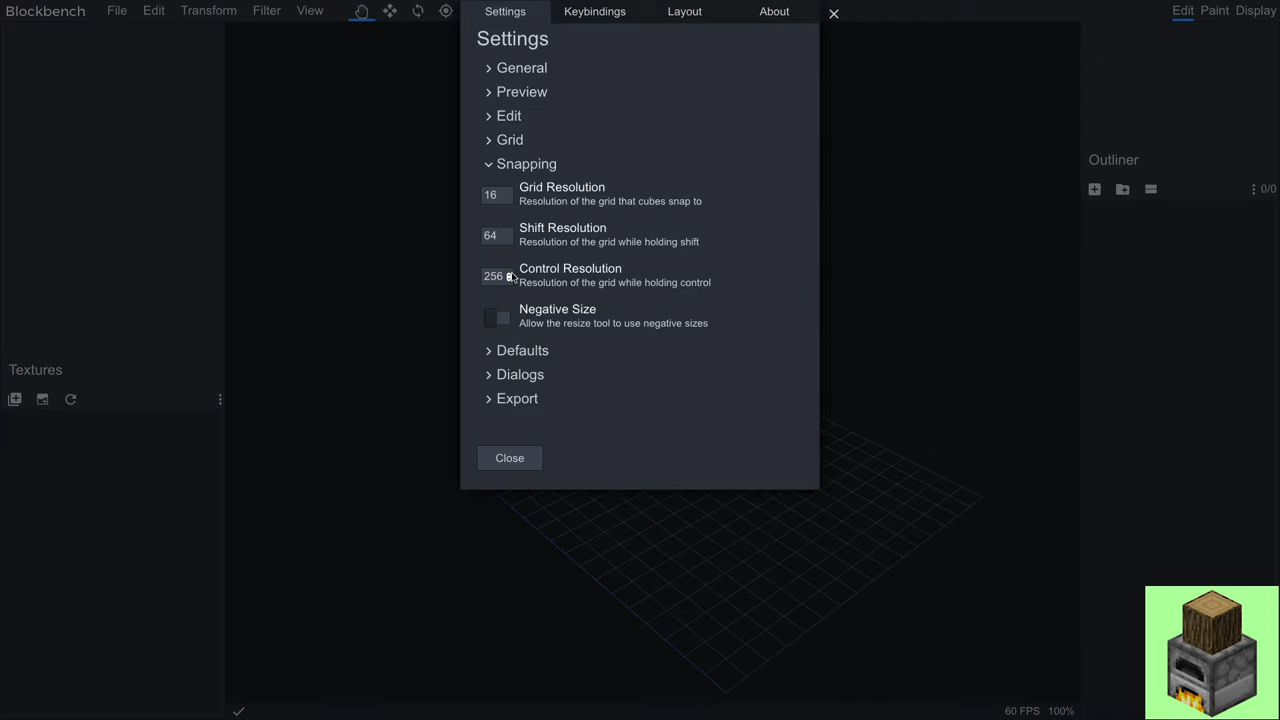 Blockbench File Edit Transform Filter View
Edit Paint Display
Settings Keybindings Layout About
Settings
General
Preview
Edit
Grid
Snapping
16
Grid Resolution
Resolution of the grid that cubes snap to
64
Shift Resolution
Resolution of the grid while holding shift
256
Control Resolution
Resolution of the grid while holding control
Negative Size
Allow the resize tool to use negative sizes
Defaults
Dialogs
Export
Close
Textures
Outliner
0/0
60 FPS 100%